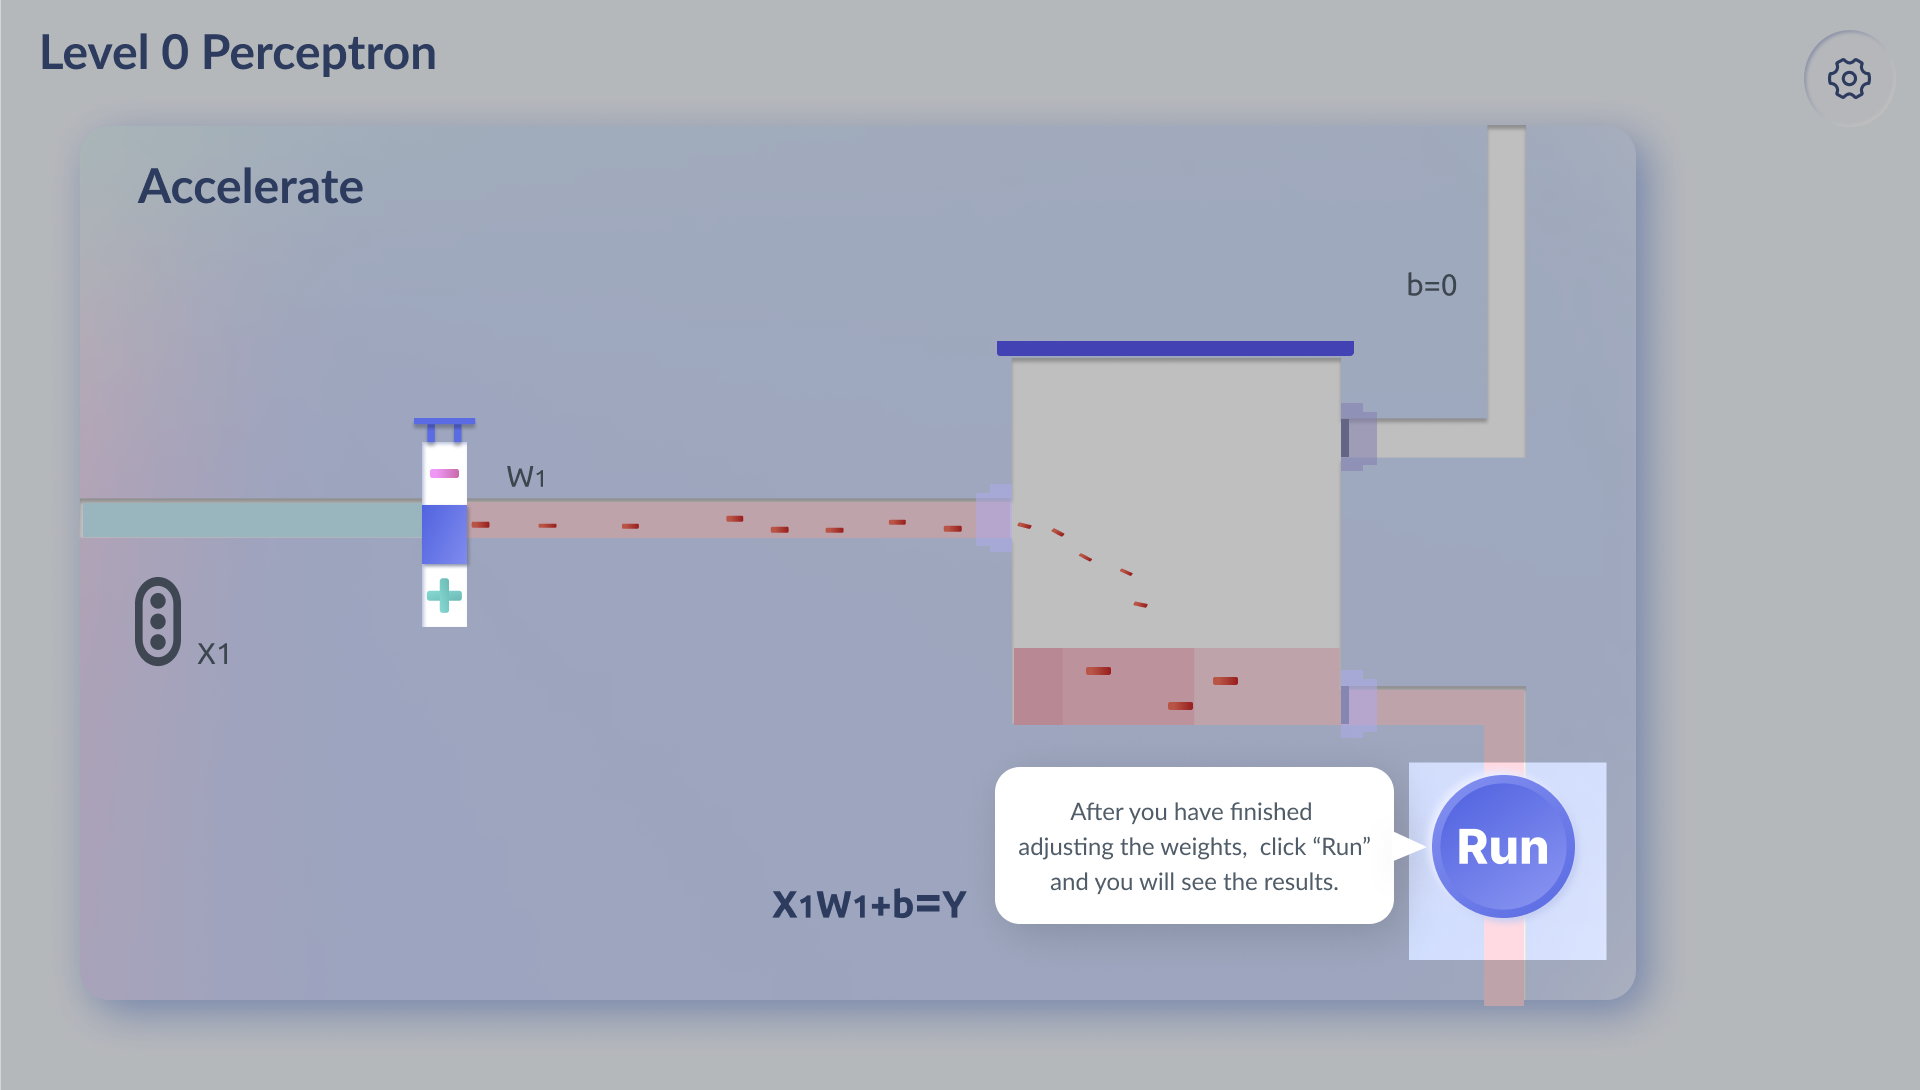 Level 0 Perceptron
Accelerate
b=0
W1
X1
After you have finished
adjusting the weights,  click “Run”
and you will see the results.
Run
X1W1+b=Y